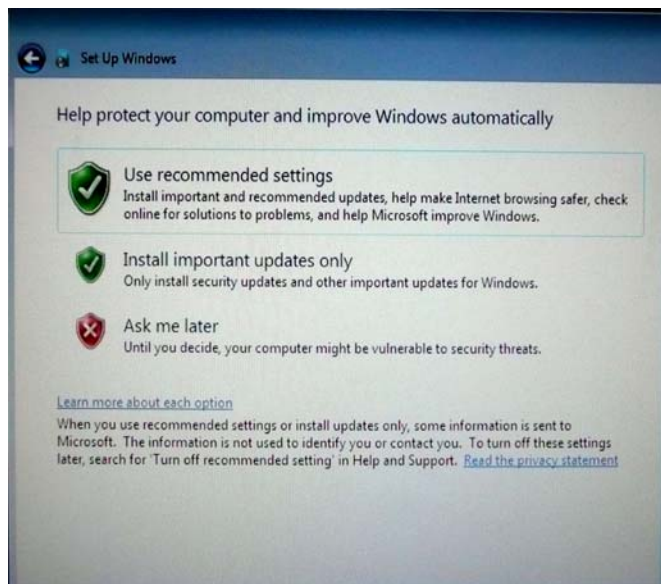 Set Up Windows
Help protect your computer and improve Windows automatically
Use recommended settings
Install important and recommended updates, help make Internet browsing safer, check
online for solutions to problems, and help Microsoft improve Windows.
Install important updates only
Only install security updates and other important updates for Windows.
Ask me later
Until you decide, your computer might be vulnerable to security threats.
Learn more about each option
When you use recommended settings or install updates only, some information is sent to
Microsoft. The information is not used to identify you or contact you. To turn off these settings
later, search for 'Turn off recommended setting' in Help and Support. Read the privacy statement